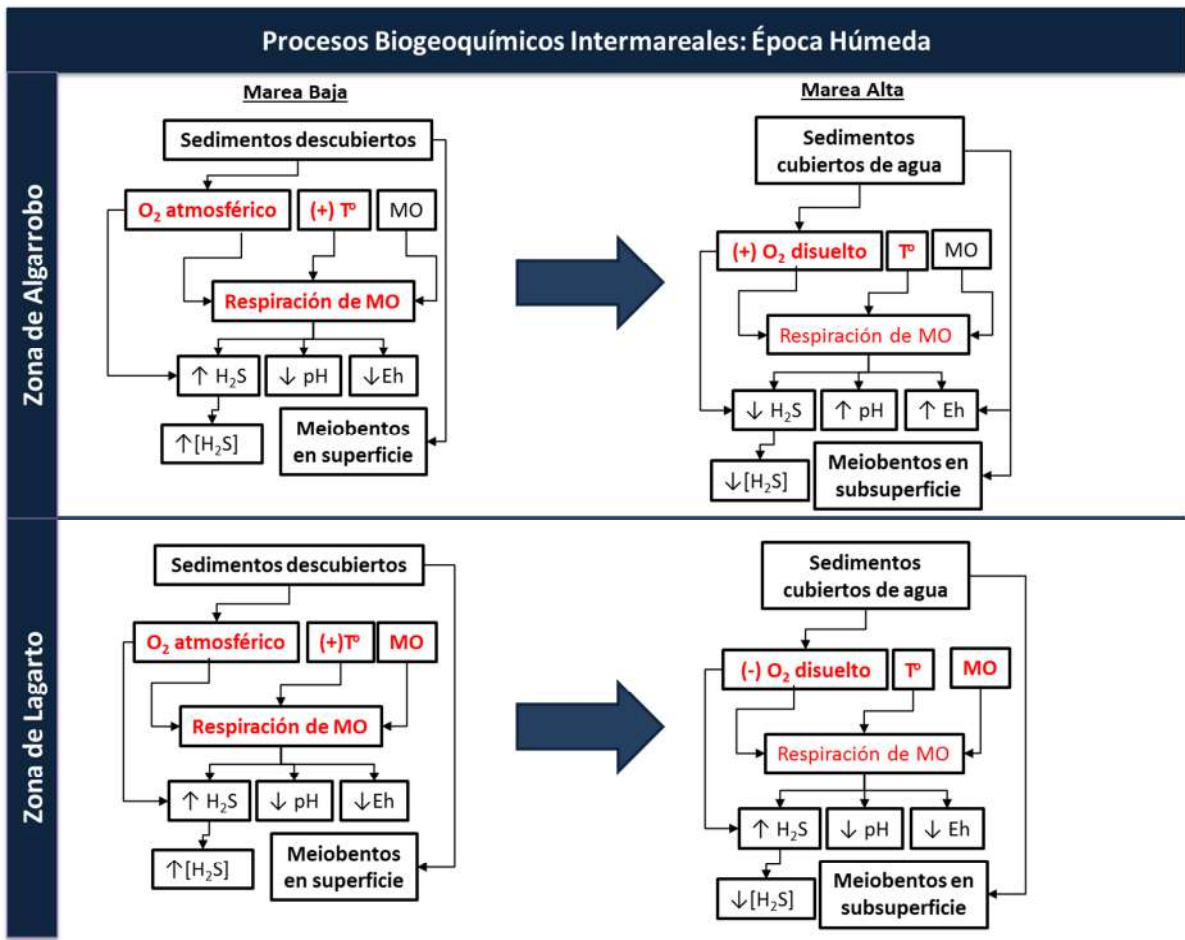 Procesos Biogeoquímicos Intermareales: Época Húmeda
Zona de Algarrobo
Marea Baja
Sedimentos descubiertos
O₂ atmosférico
(+) Tº
MO
Respiración de MO
↑ H₂S
↓ pH
↓Eh
↑[H₂S]
Meiobentos
en superficie
Marea Alta
Sedimentos
cubiertos de agua
(+) O₂ disuelto
Tº
MO
Respiración de MO
↓ H₂S
↑ pH
↑ Eh
↓[H₂S]
Meiobentos en
subsuperficie
Zona de Lagarto
Sedimentos descubiertos
O₂ atmosférico
(+)Tº
MO
Respiración de MO
↑ H₂S
↓ pH
↓Eh
↑[H₂S]
Meiobentos
en superficie
Sedimentos
cubiertos de agua
(-) O₂ disuelto
Tº
MO
Respiración de MO
↑ H₂S
↓ pH
↓ Eh
↓[H₂S]
Meiobentos en
subsuperficie